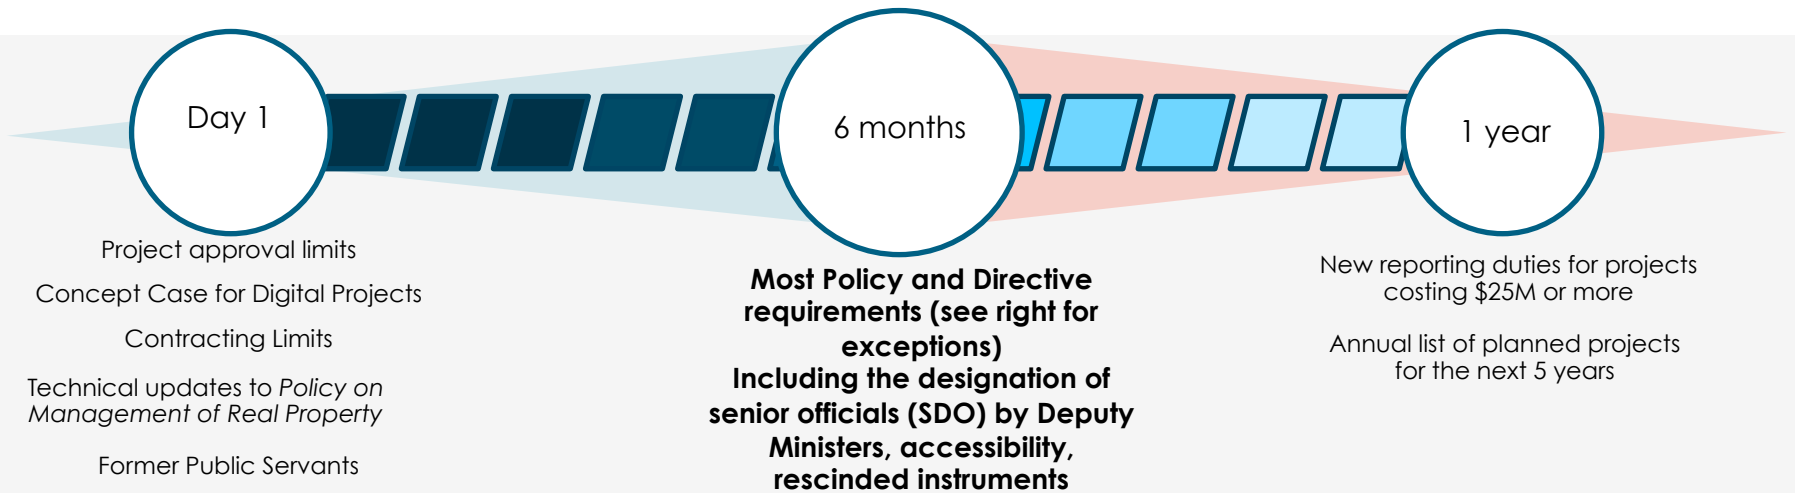 Day 1
6 months
1 year
Project approval limits
Concept Case for Digital Projects
Contracting Limits
Technical updates to Policy on
Management of Real Property
Former Public Servants
Most Policy and Directive
requirements (see right for
exceptions)
Including the designation of
senior officials (SDO) by Deputy
Ministers, accessibility,
rescinded instruments
New reporting duties for projects
costing $25M or more
Annual list of planned projects
for the next 5 years